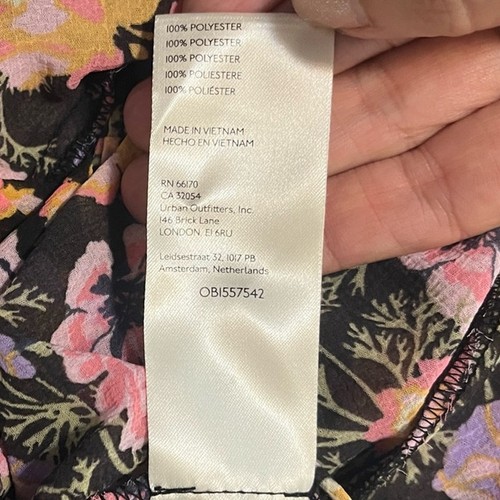 100% POLYESTER
100% POLYESTER
100% POLYESTER
100% POLIESTERE
100% POLIÉSTER
MADE IN VIETNAM
HECHO EN VIETNAM
RN 66170
CA 32054
Urban Outfitters, Inc.
146 Brick Lane
LONDON. E1 6RU
Leidsestraat 32, 1017 PB
Amsterdam, Netherlands
OB1557542